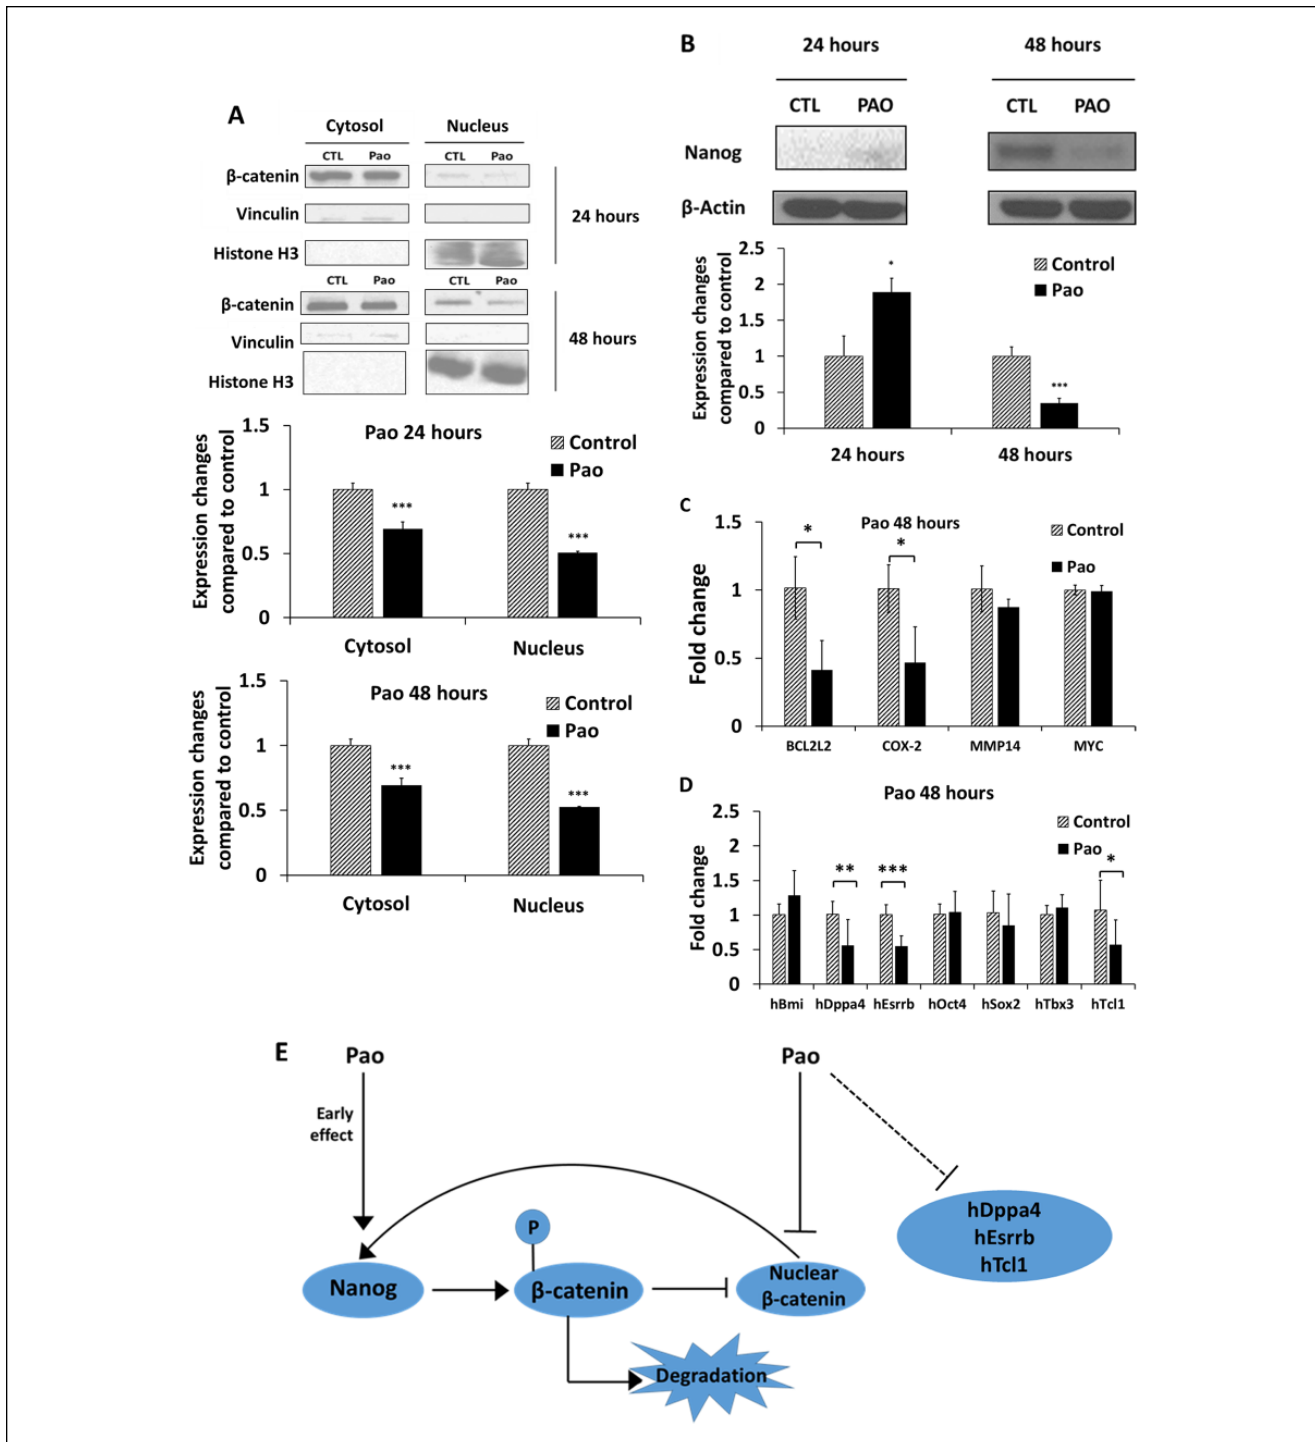 A
Cytosol Nucleus
CTL Pao CTL Pao
β-catenin
Vinculin
24 hours
Histone H3
CTL Pao CTL Pao
β-catenin
Vinculin
48 hours
Histone H3
Pao 24 hours
Control
Pao
Expression changes
compared to control
1.5
1
0.5
0
Cytosol Nucleus
***
***
Pao 48 hours
Control
Pao
Expression changes
compared to control
1.5
1
0.5
0
***
***
Cytosol Nucleus
B
24 hours 48 hours
CTL PAO CTL PAO
Nanog
β-Actin
Expression changes
compared to control
2.5
2
1.5
1
0.5
0
Control
Pao
*
***
24 hours 48 hours
C
Pao 48 hours
Control
Pao
Fold change
1.5
1
0.5
0
*
*
BCL2L2 COX-2 MMP14 MYC
D
Pao 48 hours
Control
Pao
Fold change
2.5
2
1.5
1
0.5
0
**
***
*
hBmi hDppa4 hEsrrb hOct4 hSox2 hTbx3 hTcl1
E
Pao Pao
Early
effect
hDppa4
hEsrrb
hTcl1
P
Nanog
β-catenin
Nuclear
β-catenin
Degradation